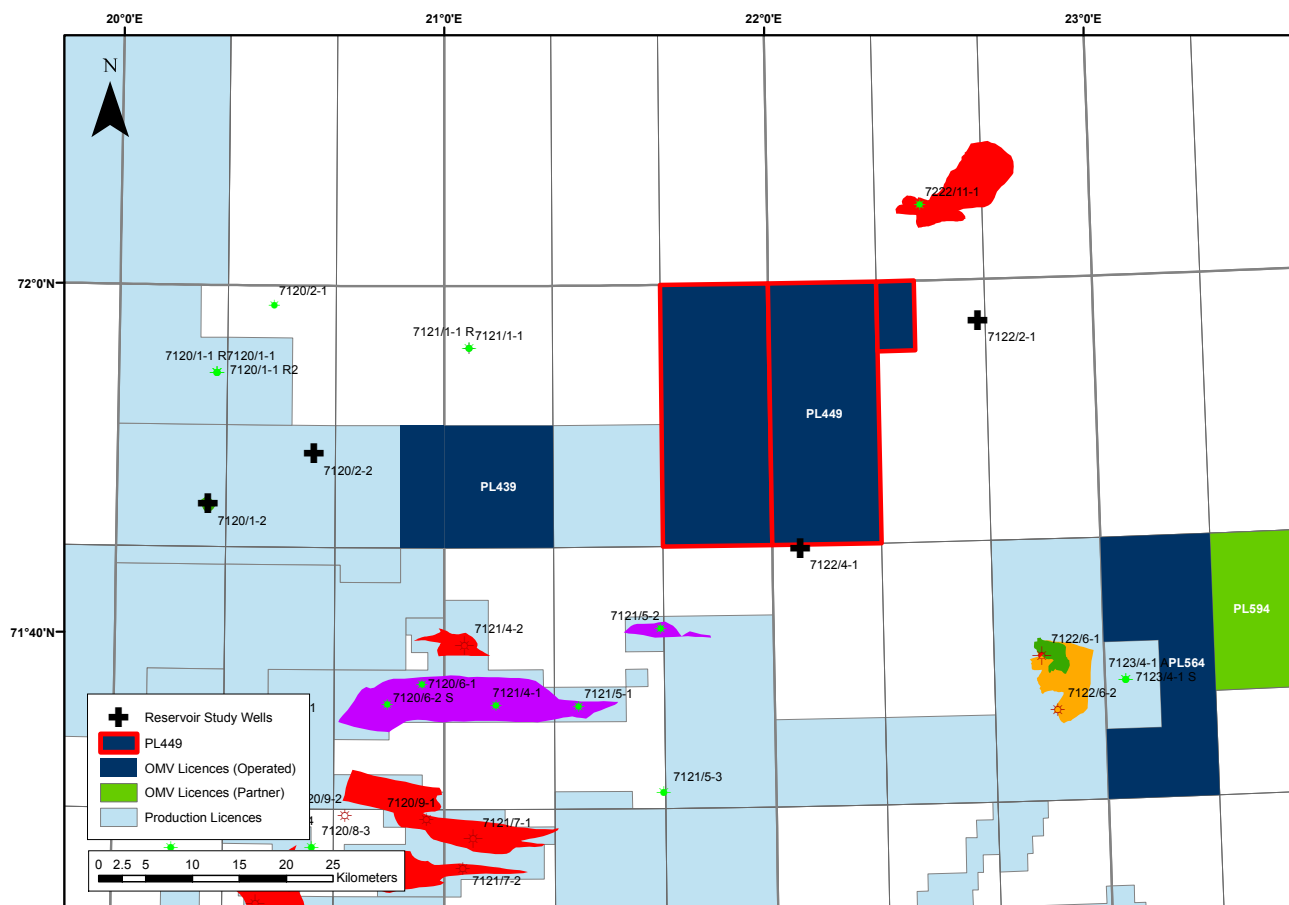 20°0'E 21°0'E 22°0'E 23°0'E
N
7222/11-1
72°0'N
7120/2-1
7122/2-1
7121/1-1 R 7121/1-1
7120/1-1 R 7120/1-1
7120/1-1 R2
PL449
7120/2-2
PL439
7120/1-2
7122/4-1
PL594
7121/5-2
71°40'N
7121/4-2
7122/6-1
7123/4-1 A
PL564
7123/4-1 S
7120/6-1
7120/6-2 S
7121/4-1
7121/5-1
7122/6-2
1
Reservoir Study Wells
PL449
OMV Licences (Operated)
OMV Licences (Partner)
Production Licences
7121/5-3
20/9-2
7120/9-1
4
7120/8-3
7121/7-1
7121/7-2
0 2.5 5 10 15 20 25
Kilometers